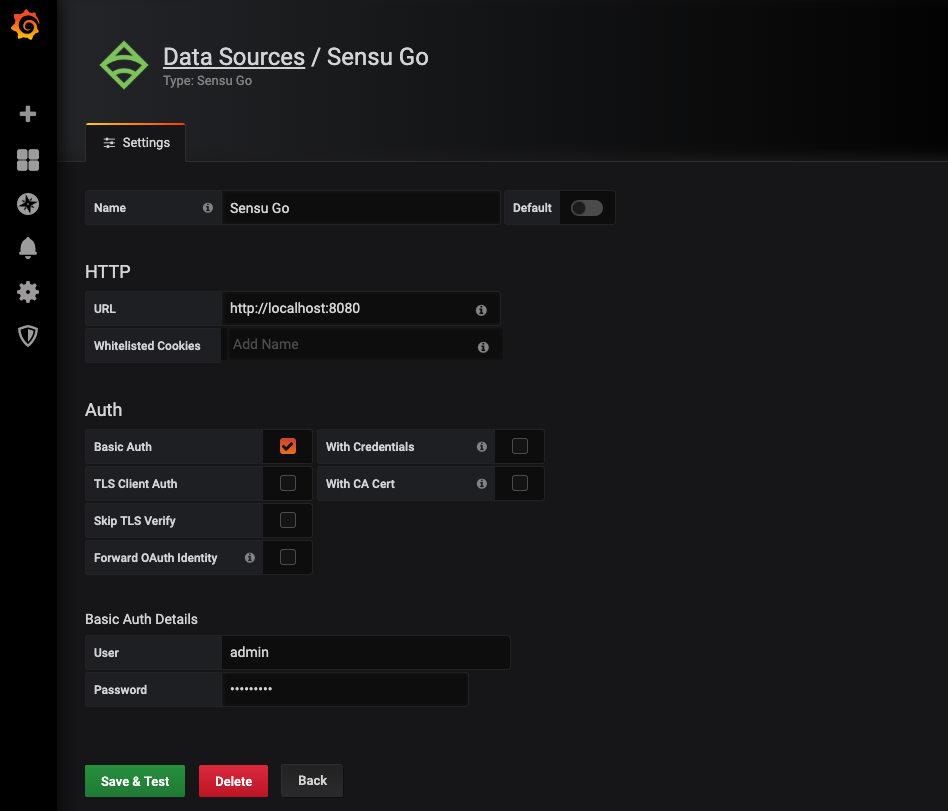 Data Sources / Sensu Go
Type: Sensu Go
Settings
Name Sensu Go Default
HTTP
URL http://localhost:8080
Whitelisted Cookies Add Name
Auth
Basic Auth With Credentials
TLS Client Auth With CA Cert
Skip TLS Verify
Forward OAuth Identity
Basic Auth Details
User admin
Password •••••••••
Save & Test Delete Back